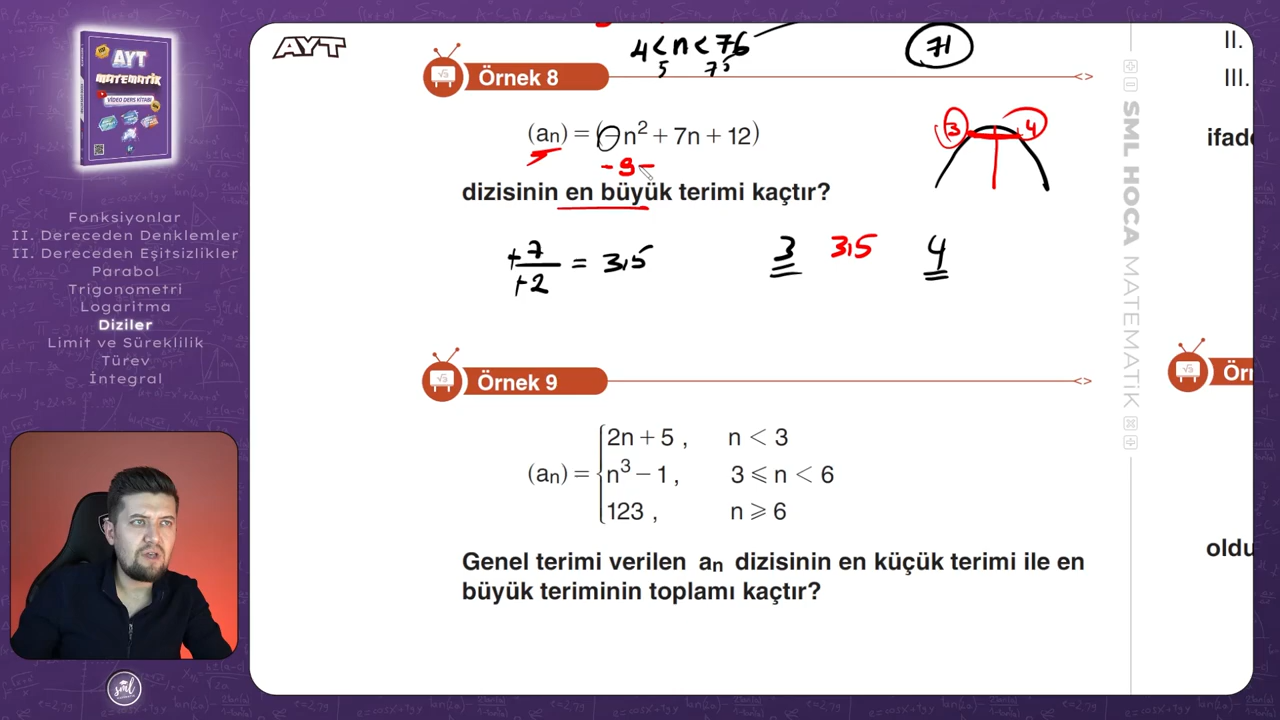 AYT
MATEMATİK
VİDEO DERS KİTABI
Fonksiyonlar
II. Dereceden Denklemler
II. Dereceden Eşitsizlikler
Parabol
Trigonometri
Logaritma
Diziler
Limit ve Süreklilik
Türev
İntegral
sml
AYT
4 < n < 76
5 75
71
Örnek 8
(an) = (−n² + 7n + 12)
-9-
dizisinin en büyük terimi kaçtır?
3 4
+7/+2 = 3,5
3 3,5 4
Örnek 9
(an) = { 2n + 5 , n < 3
n³ − 1 , 3 ⩽ n < 6
123 , n ⩾ 6
Genel terimi verilen an dizisinin en küçük terimi ile en
büyük teriminin toplamı kaçtır?
SML HOCA MATEMATİK
II.
III.
ifade
Ör
oldu